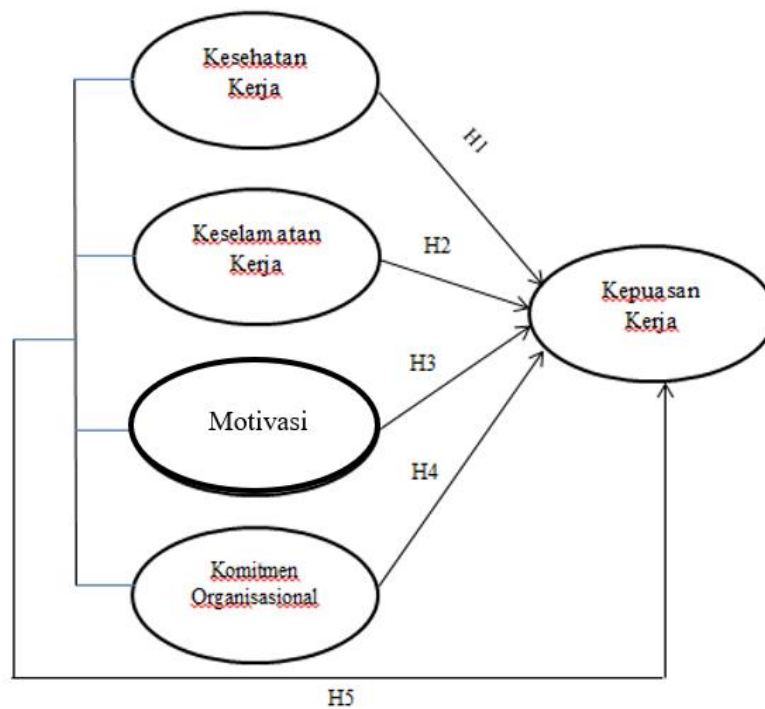 Kesehatan
Kerja
H1
Keselamatan
Kerja
H2
Kepuasan
Kerja
Motivasi
H3
H4
Komitmen
Organisasional
H5